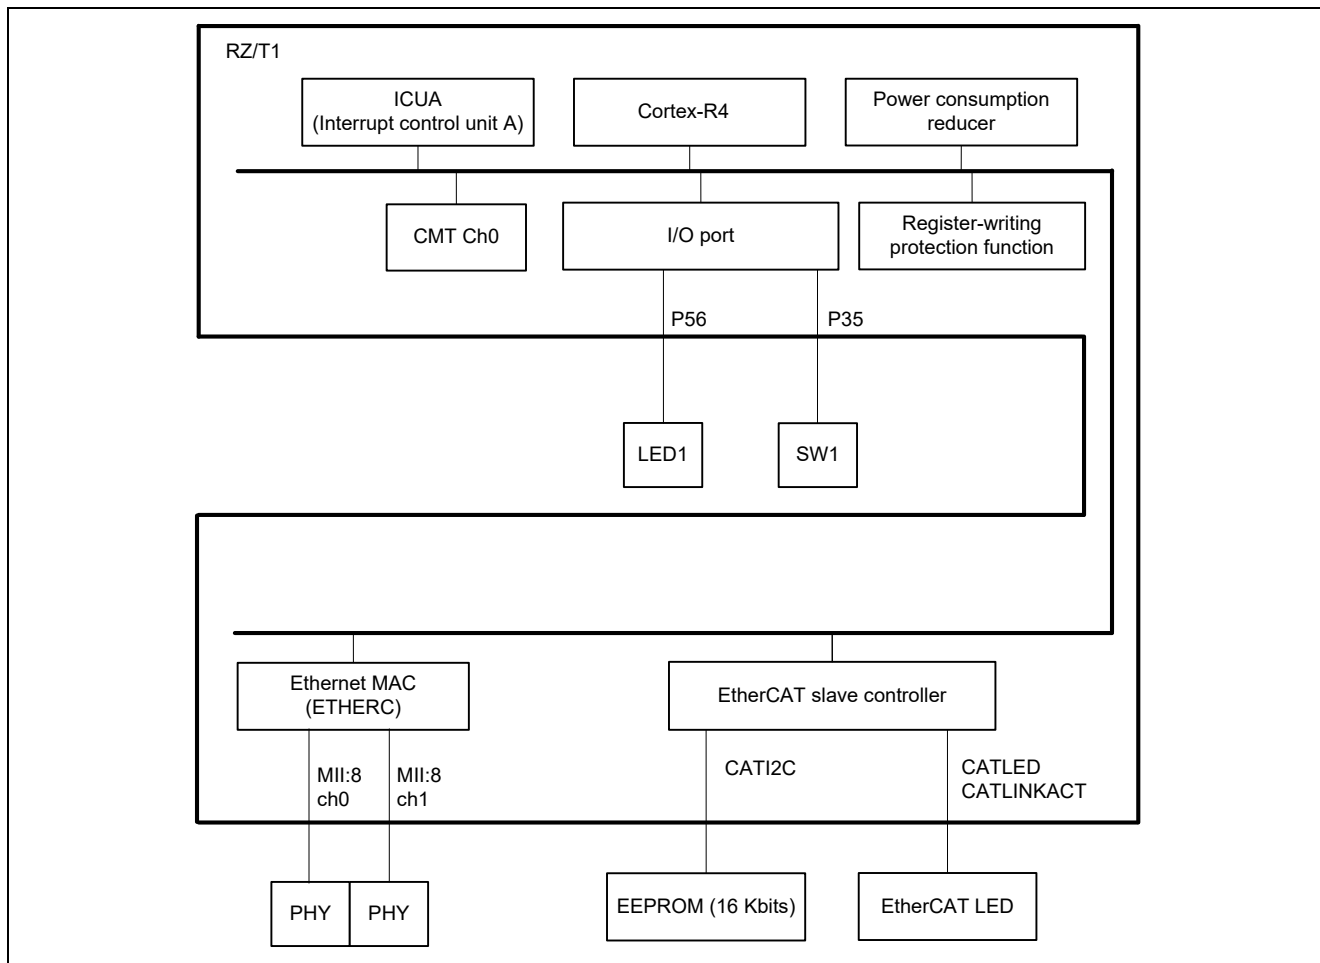 RZ/T1
ICUA
(Interrupt control unit A)
Cortex-R4
Power consumption
reducer
CMT Ch0
I/O port
Register-writing
protection function
P56
P35
LED1
SW1
Ethernet MAC
(ETHERC)
EtherCAT slave controller
MII:8
ch0
MII:8
ch1
CATI2C
CATLED
CATLINKACT
PHY
PHY
EEPROM (16 Kbits)
EtherCAT LED